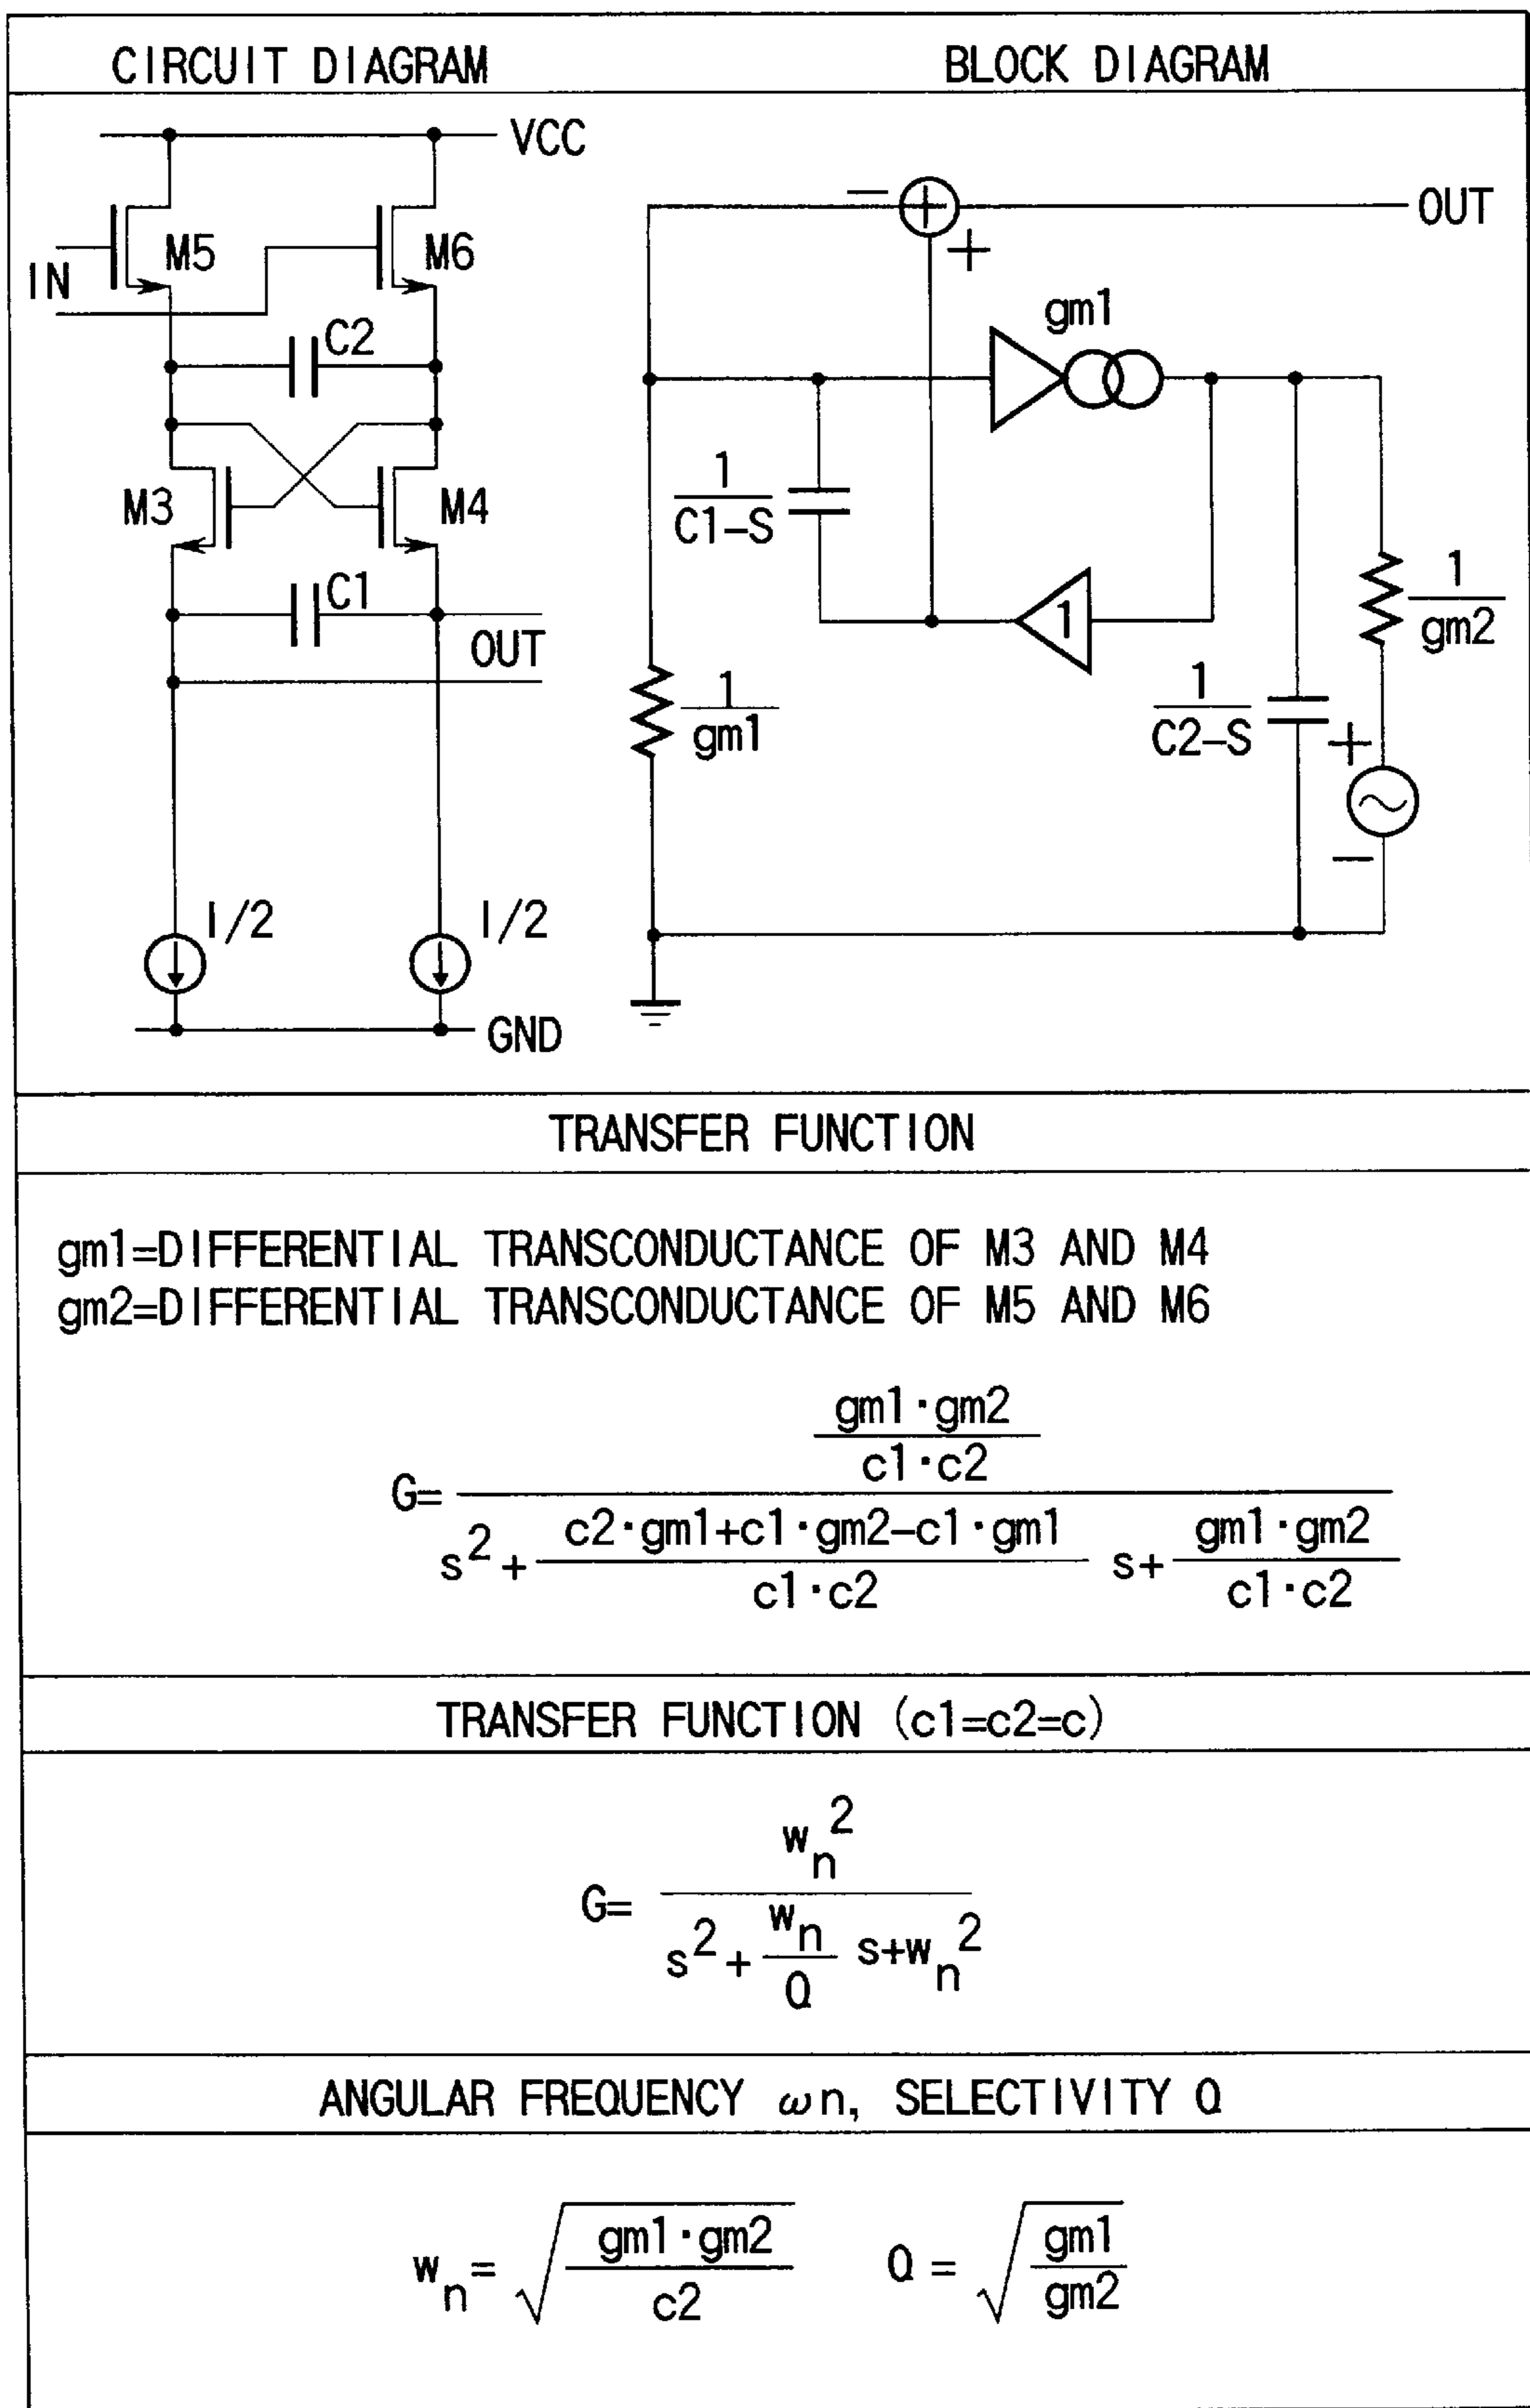 CIRCUIT DIAGRAM
BLOCK DIAGRAM
VCC
M5
M6
IN
C2
M3
M4
C1
OUT
I/2
I/2
GND
− + OUT
+
gm1
1/C1-S
1
1/gm2
1/gm1
1/C2-S
+
−
TRANSFER FUNCTION
gm1=DIFFERENTIAL TRANSCONDUCTANCE OF M3 AND M4
gm2=DIFFERENTIAL TRANSCONDUCTANCE OF M5 AND M6
gm1·gm2
c1·c2
G=
c2·gm1+c1·gm2-c1·gm1 gm1·gm2
s² + s+
c1·c2 c1·c2
TRANSFER FUNCTION (c1=c2=c)
wn²
G=
s² + wn/Q s+wn²
ANGULAR FREQUENCY ωn, SELECTIVITY Q
wn= √(gm1·gm2/c2) Q = √(gm1/gm2)